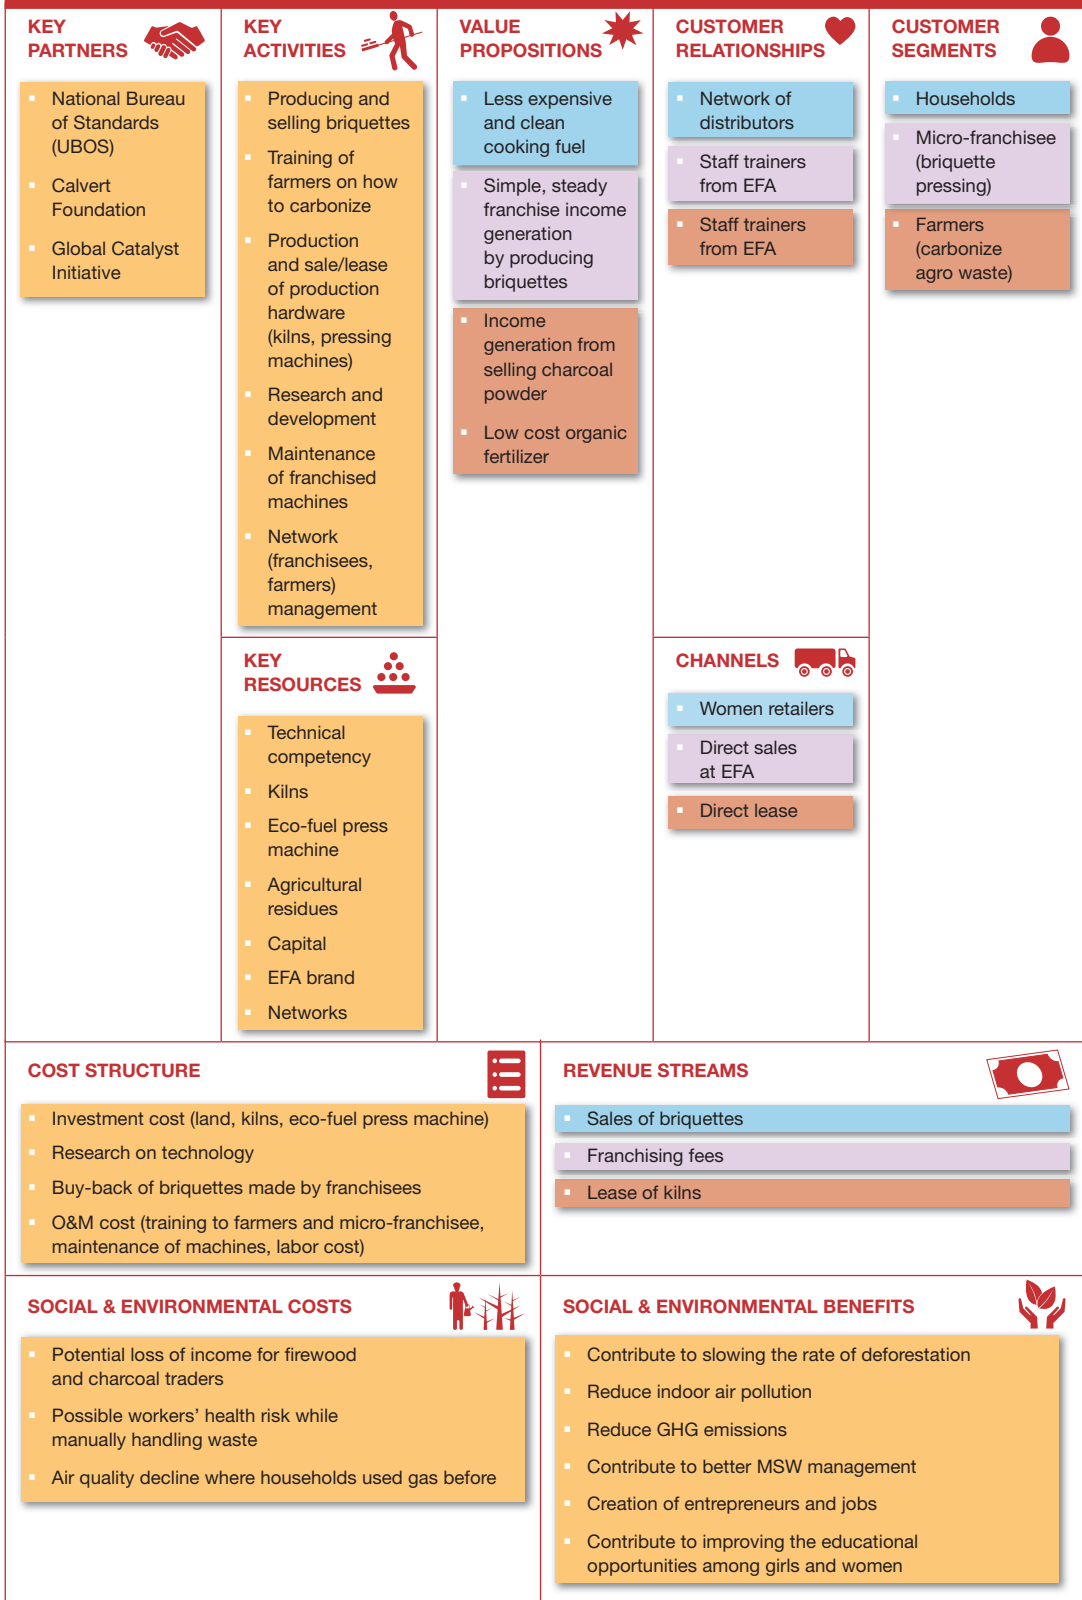 KEY
PARTNERS
National Bureau
of Standards
(UBOS)
Calvert
Foundation
Global Catalyst
Initiative
KEY
ACTIVITIES
Producing and
selling briquettes
Training of
farmers on how
to carbonize
Production
and sale/lease
of production
hardware
(kilns, pressing
machines)
Research and
development
Maintenance
of franchised
machines
Network
(franchisees,
farmers)
management
KEY
RESOURCES
Technical
competency
Kilns
Eco-fuel press
machine
Agricultural
residues
Capital
EFA brand
Networks
VALUE
PROPOSITIONS
Less expensive
and clean
cooking fuel
Simple, steady
franchise income
generation
by producing
briquettes
Income
generation from
selling charcoal
powder
Low cost organic
fertilizer
CUSTOMER
RELATIONSHIPS
Network of
distributors
Staff trainers
from EFA
Staff trainers
from EFA
CHANNELS
Women retailers
Direct sales
at EFA
Direct lease
CUSTOMER
SEGMENTS
Households
Micro-franchisee
(briquette
pressing)
Farmers
(carbonize
agro waste)
COST STRUCTURE
Investment cost (land, kilns, eco-fuel press machine)
Research on technology
Buy-back of briquettes made by franchisees
O&M cost (training to farmers and micro-franchisee,
maintenance of machines, labor cost)
REVENUE STREAMS
Sales of briquettes
Franchising fees
Lease of kilns
SOCIAL & ENVIRONMENTAL COSTS
Potential loss of income for firewood
and charcoal traders
Possible workers' health risk while
manually handling waste
Air quality decline where households used gas before
SOCIAL & ENVIRONMENTAL BENEFITS
Contribute to slowing the rate of deforestation
Reduce indoor air pollution
Reduce GHG emissions
Contribute to better MSW management
Creation of entrepreneurs and jobs
Contribute to improving the educational
opportunities among girls and women